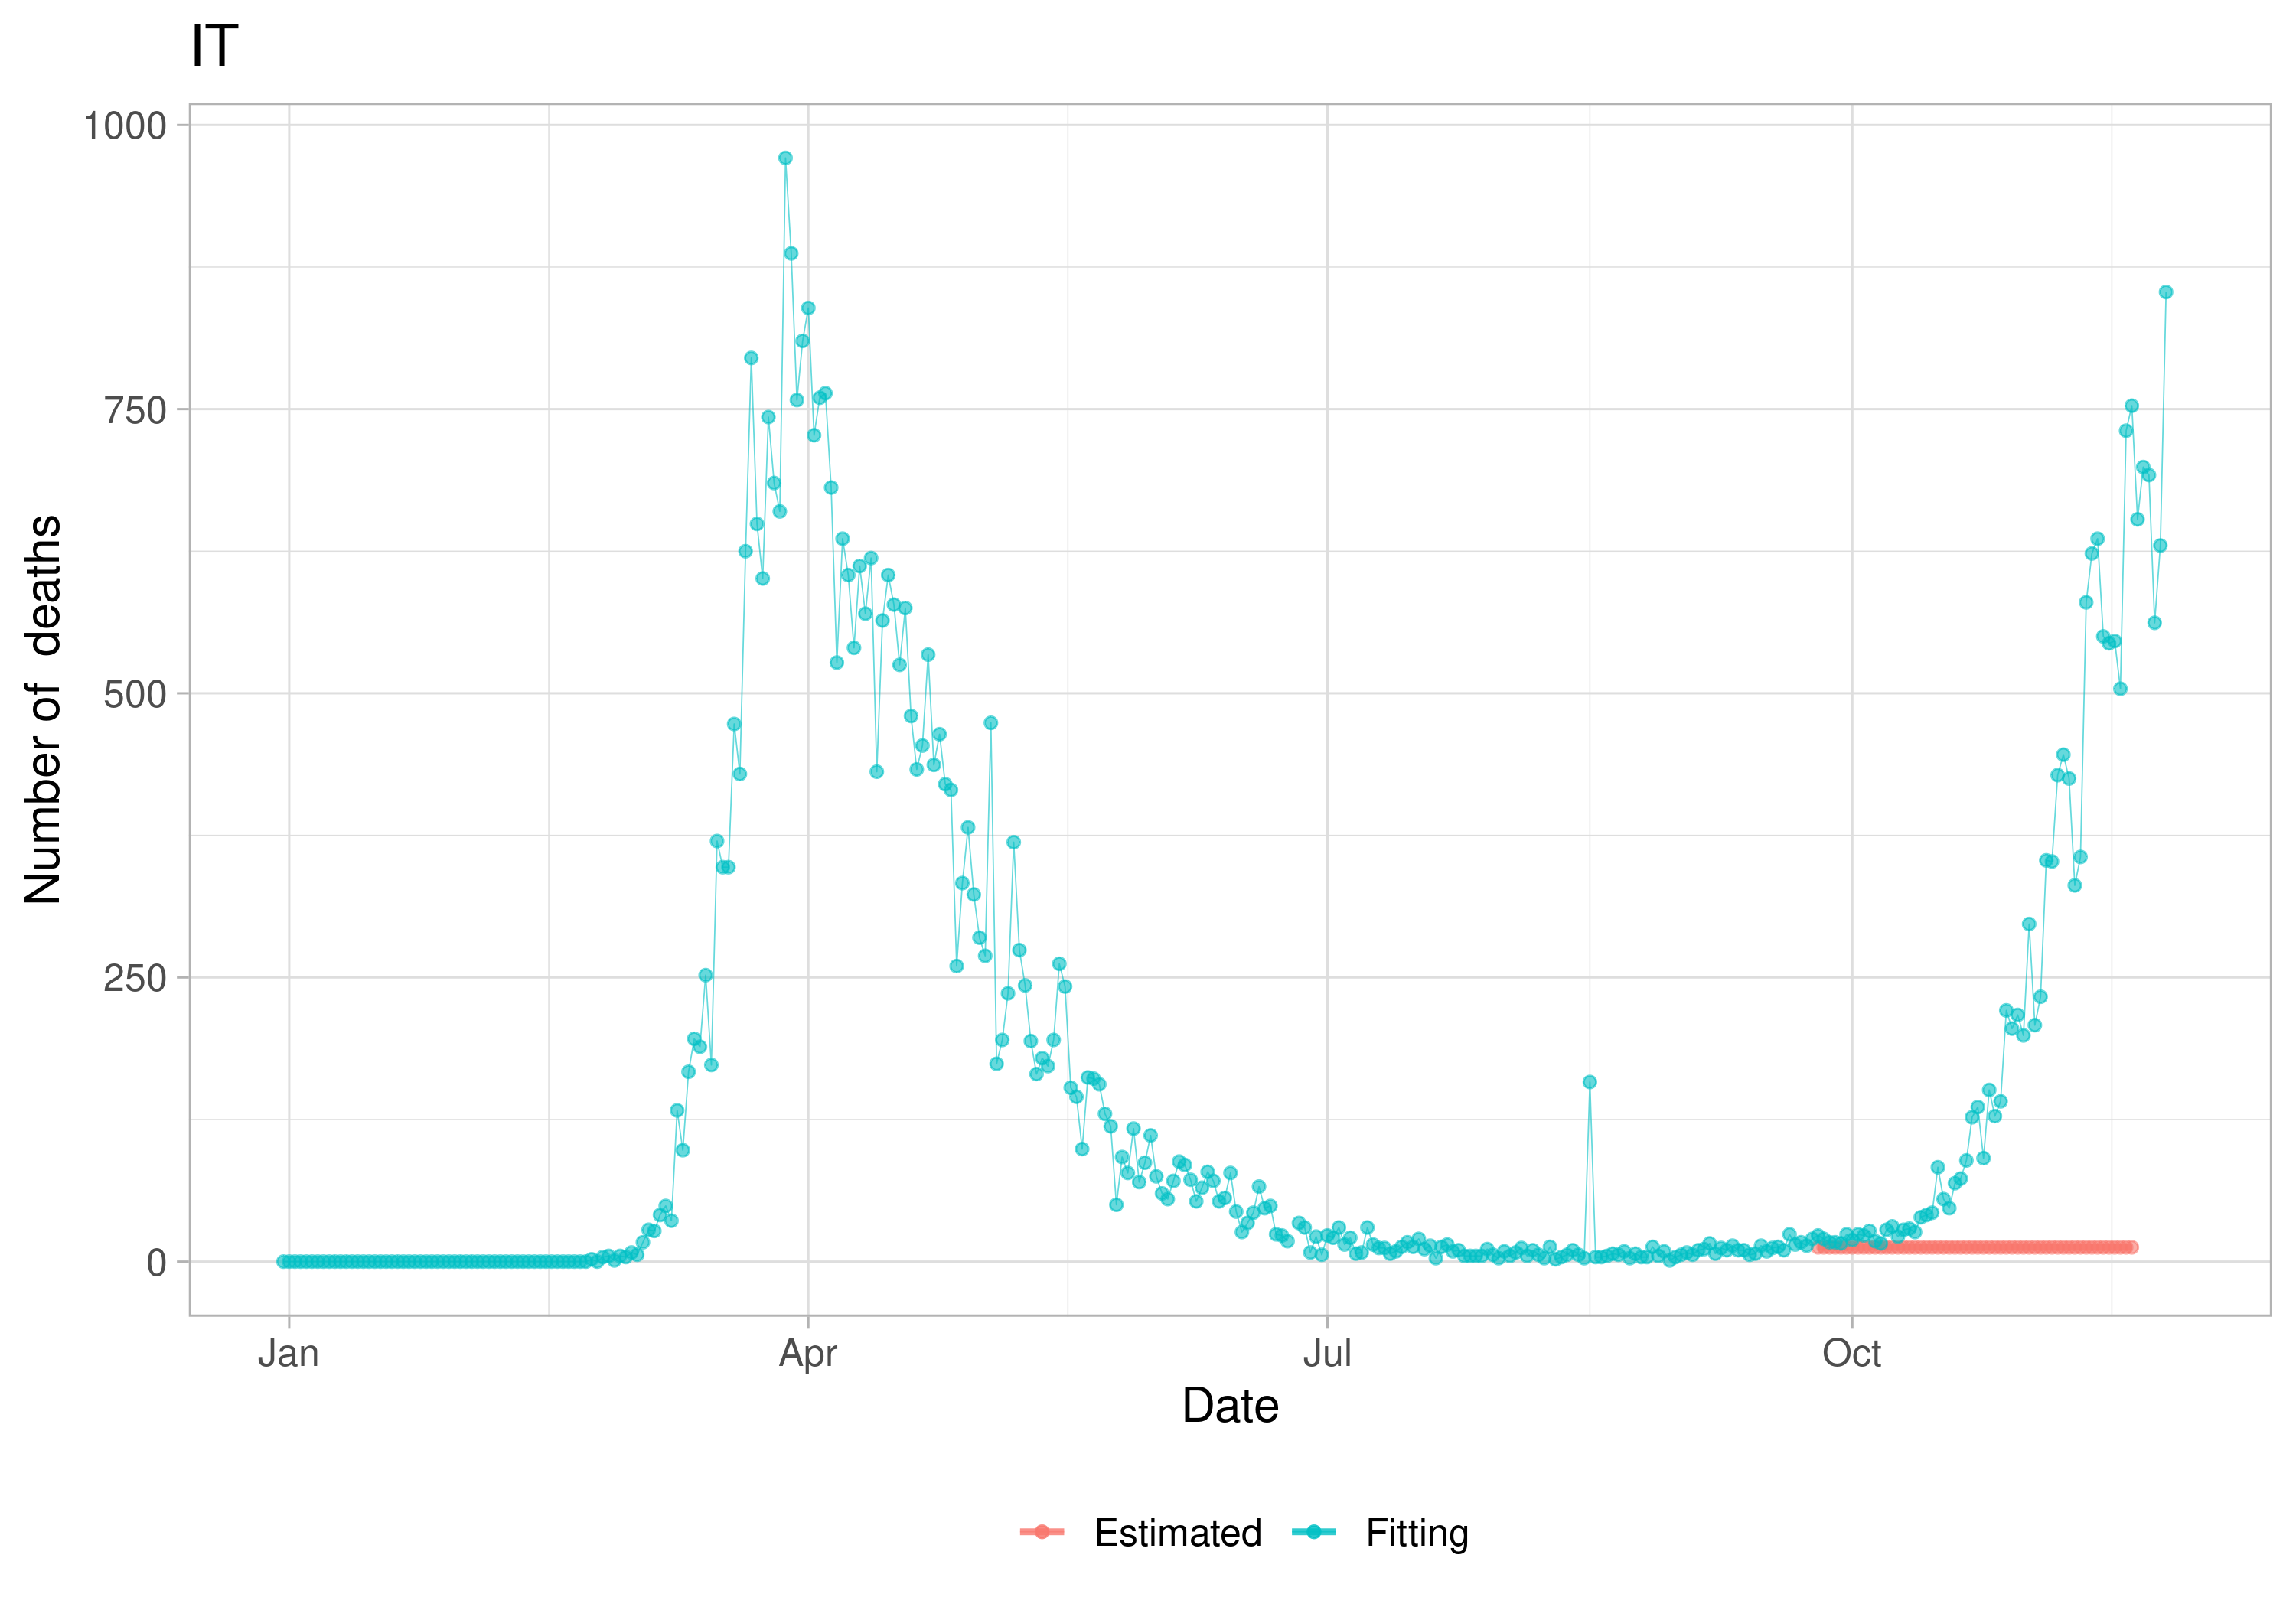 IT
1000
750
500
250
0
Number of deaths
Jan Apr Jul Oct
Date
Estimated Fitting